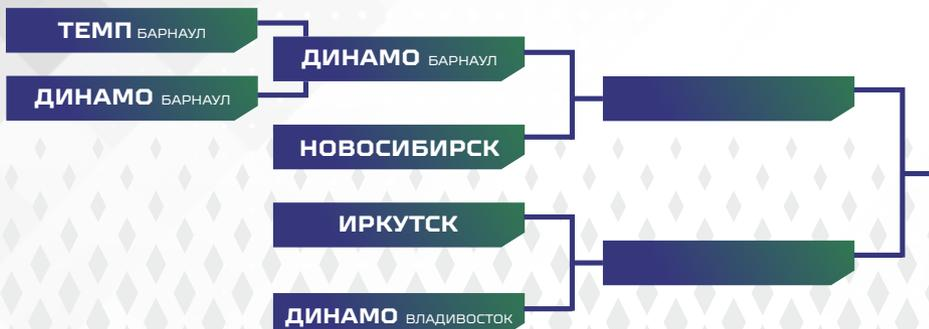 ТЕМП БАРНАУЛ
ДИНАМО БАРНАУЛ
ДИНАМО БАРНАУЛ
НОВОСИБИРСК
ИРКУТСК
ДИНАМО ВЛАДИВОСТОК